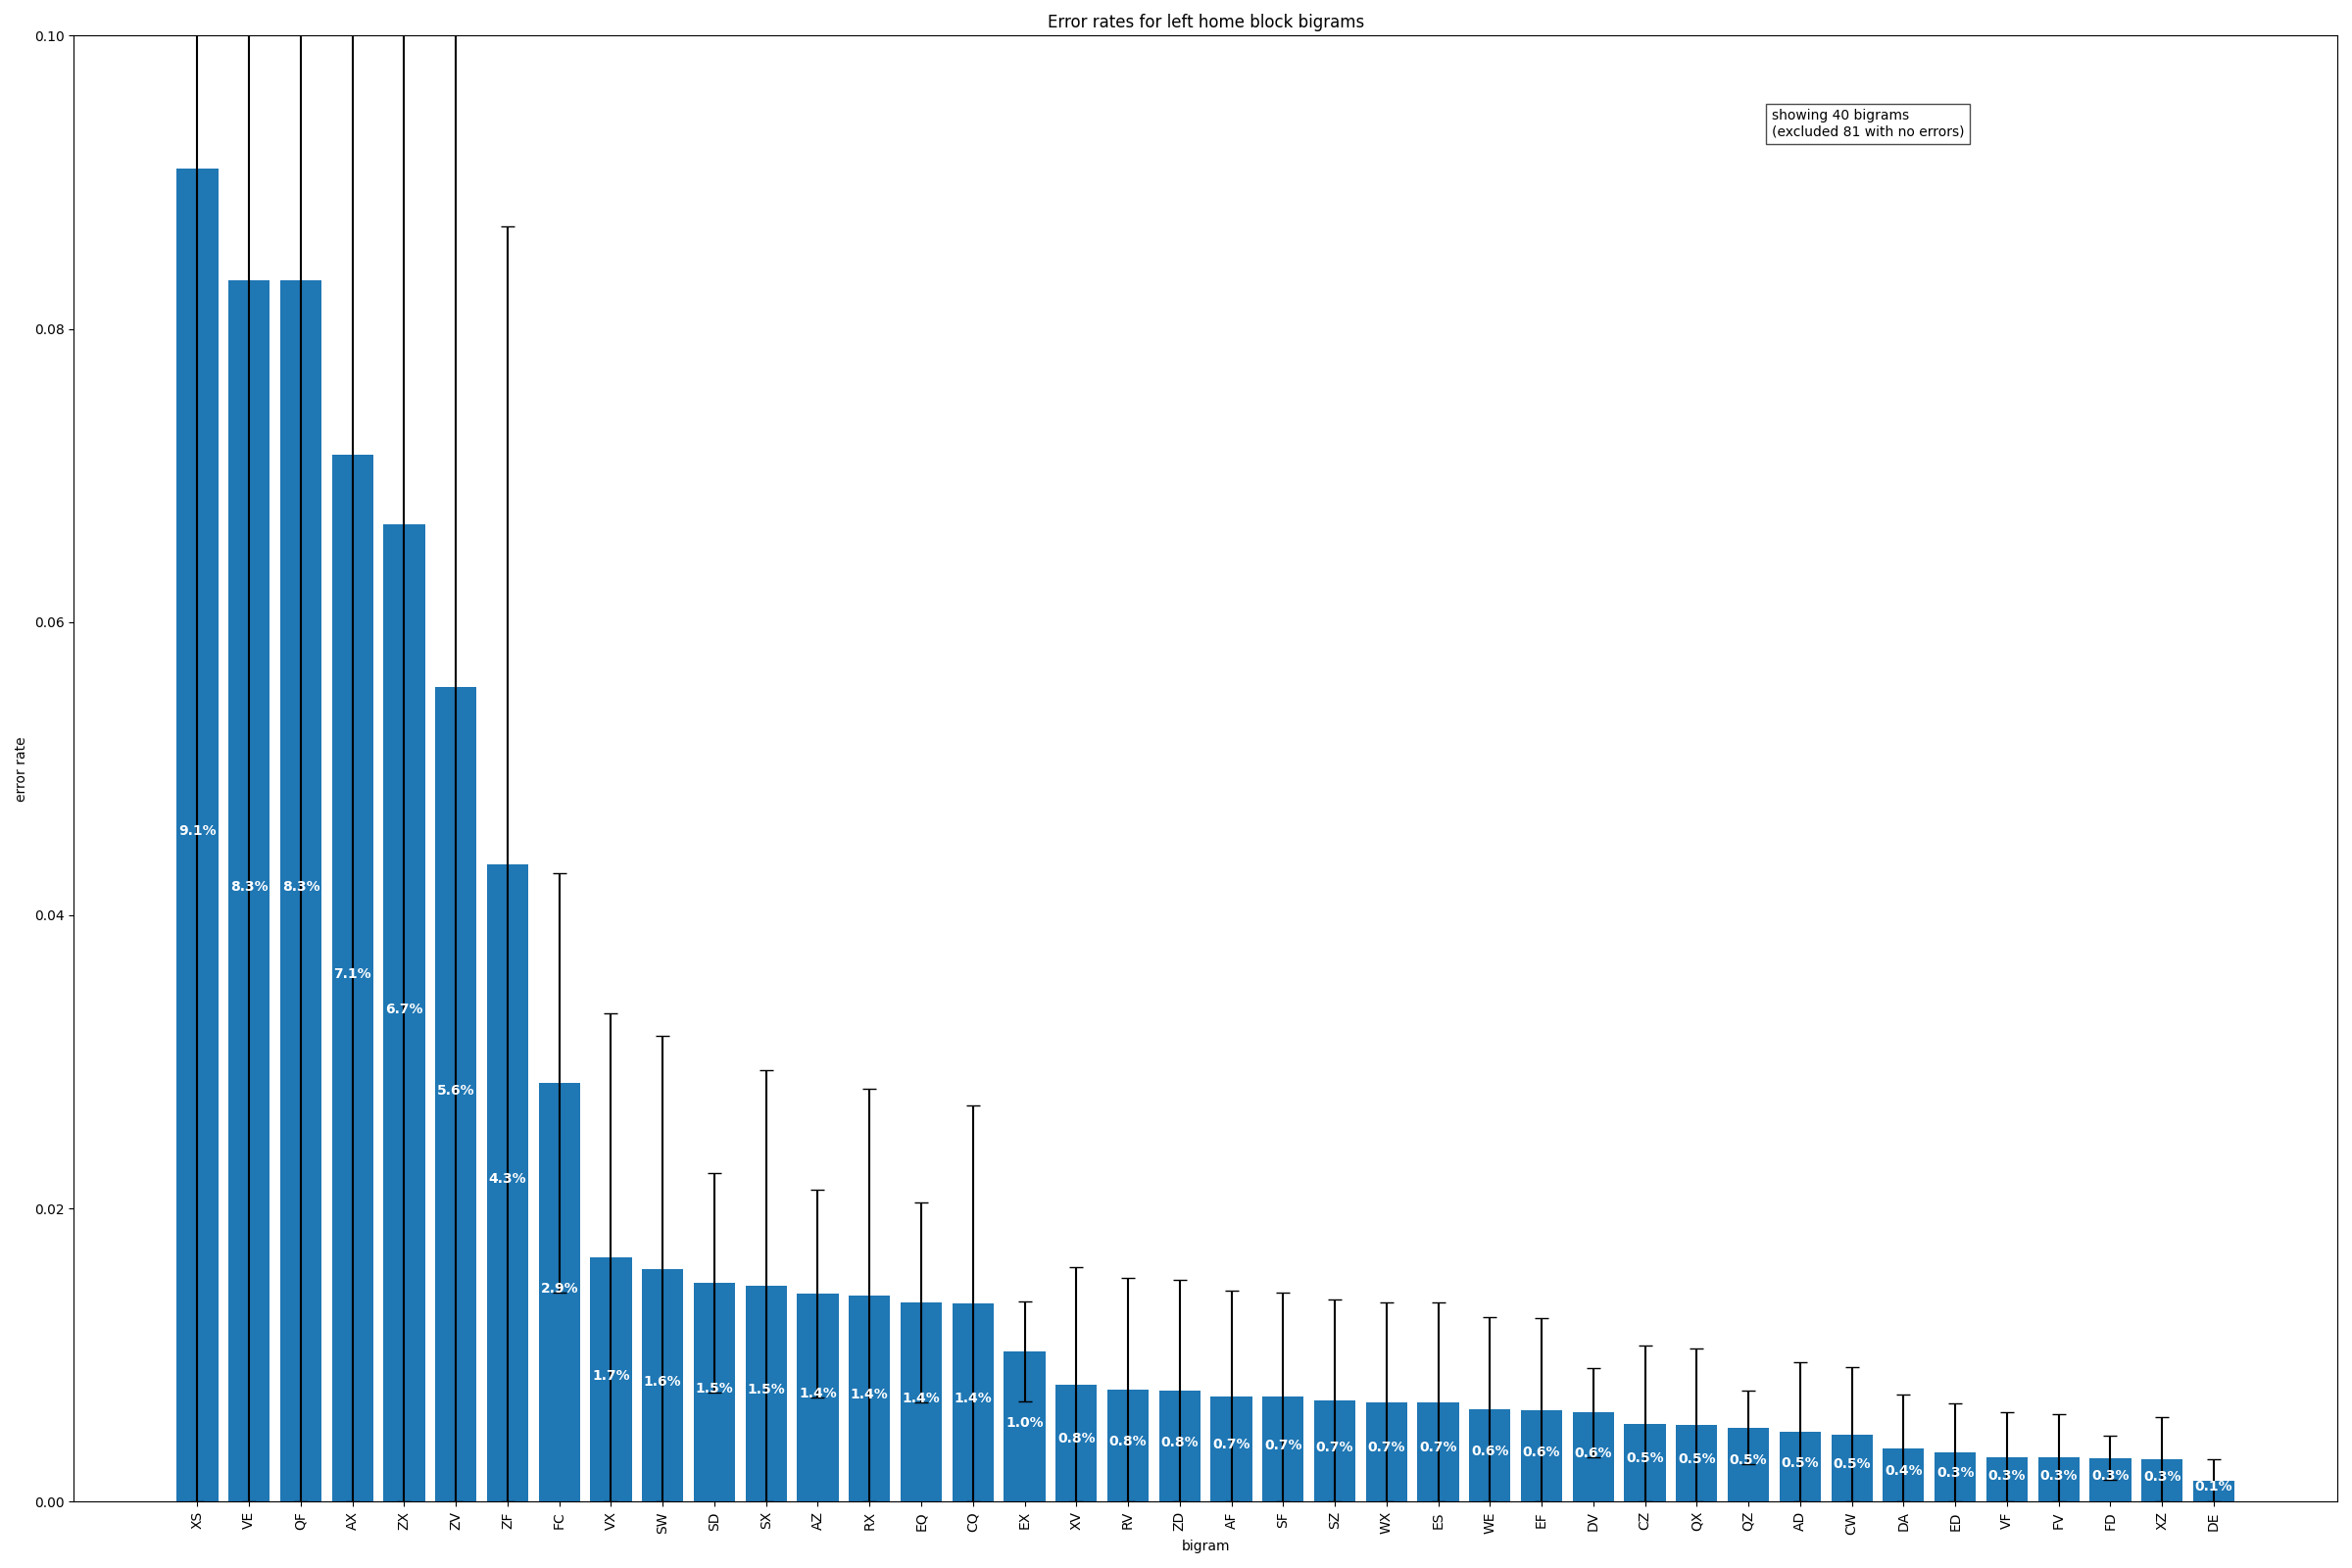 Error rates for left home block bigrams
0.10
0.08
0.06
0.04
0.02
0.00
error rate
showing 40 bigrams
(excluded 81 with no errors)
9.1%
8.3%
8.3%
7.1%
6.7%
5.6%
4.3%
2.9%
1.7%
1.6%
1.5%
1.5%
1.4%
1.4%
1.4%
1.4%
1.0%
0.8%
0.8%
0.8%
0.7%
0.7%
0.7%
0.7%
0.7%
0.6%
0.6%
0.6%
0.5%
0.5%
0.5%
0.5%
0.5%
0.4%
0.3%
0.3%
0.3%
0.3%
0.3%
0.1%
XS
VE
QF
AX
ZX
ZV
ZF
FC
VX
SW
SD
SX
AZ
RX
EQ
CQ
EX
XV
RV
ZD
AF
SF
SZ
WX
ES
WE
EF
DV
CZ
QX
QZ
AD
CW
DA
ED
VF
FV
FD
XZ
DE
bigram